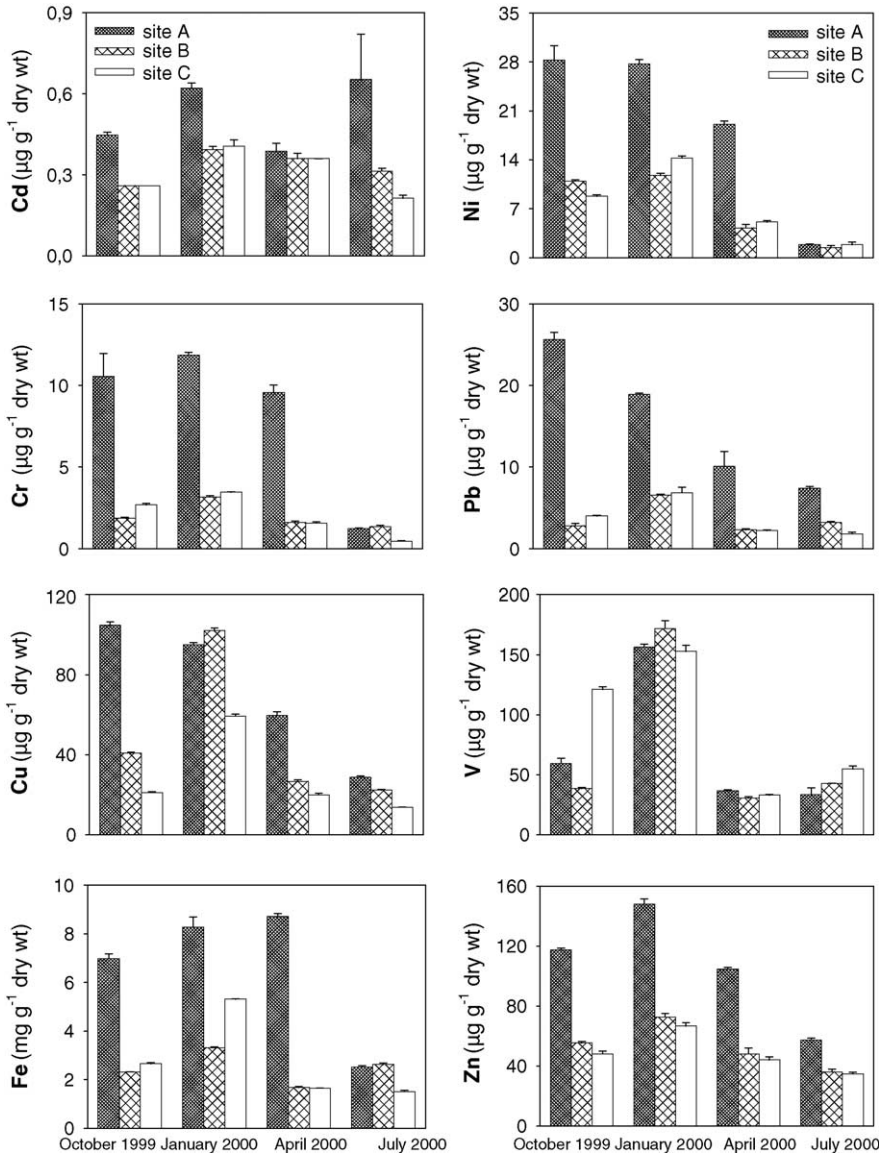 Cd (µg g⁻¹ dry wt)
0,9
0,6
0,3
0,0
site A
site B
site C
Ni (µg g⁻¹ dry wt)
35
28
21
14
7
0
site A
site B
site C
Cr (µg g⁻¹ dry wt)
15
10
5
0
Pb (µg g⁻¹ dry wt)
30
20
10
0
Cu (µg g⁻¹ dry wt)
120
80
40
0
V (µg g⁻¹ dry wt)
200
150
100
50
0
Fe (mg g⁻¹ dry wt)
10
8
6
4
2
0
October 1999 January 2000 April 2000 July 2000
Zn (µg g⁻¹ dry wt)
160
120
80
40
0
October 1999 January 2000 April 2000 July 2000